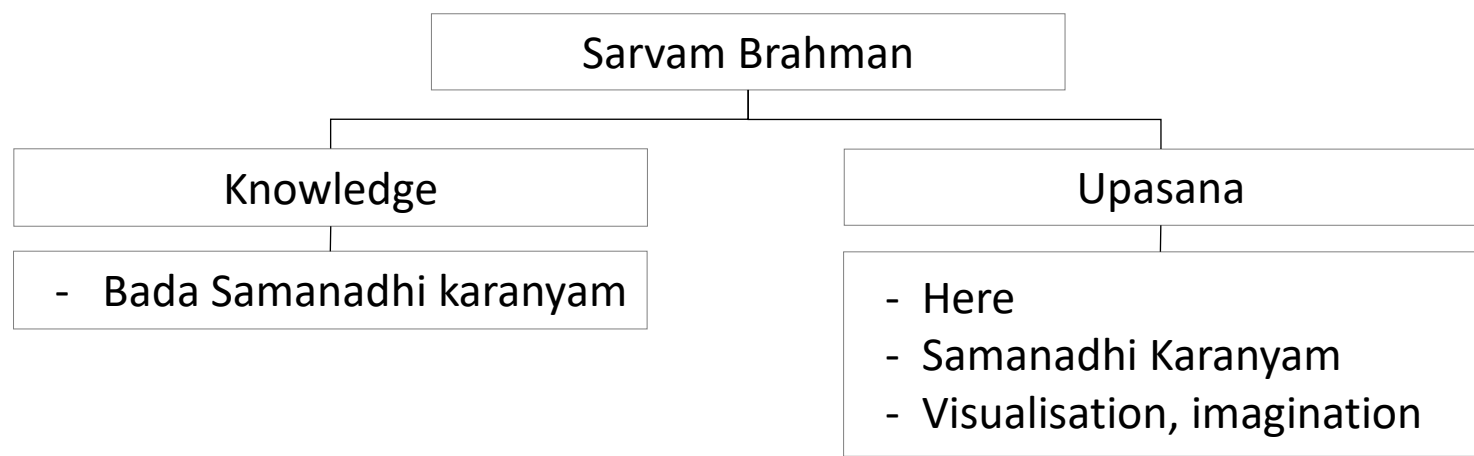 Sarvam Brahman
Knowledge
- Bada Samanadhi karanyam
Upasana
- Here
- Samanadhi Karanyam
- Visualisation, imagination